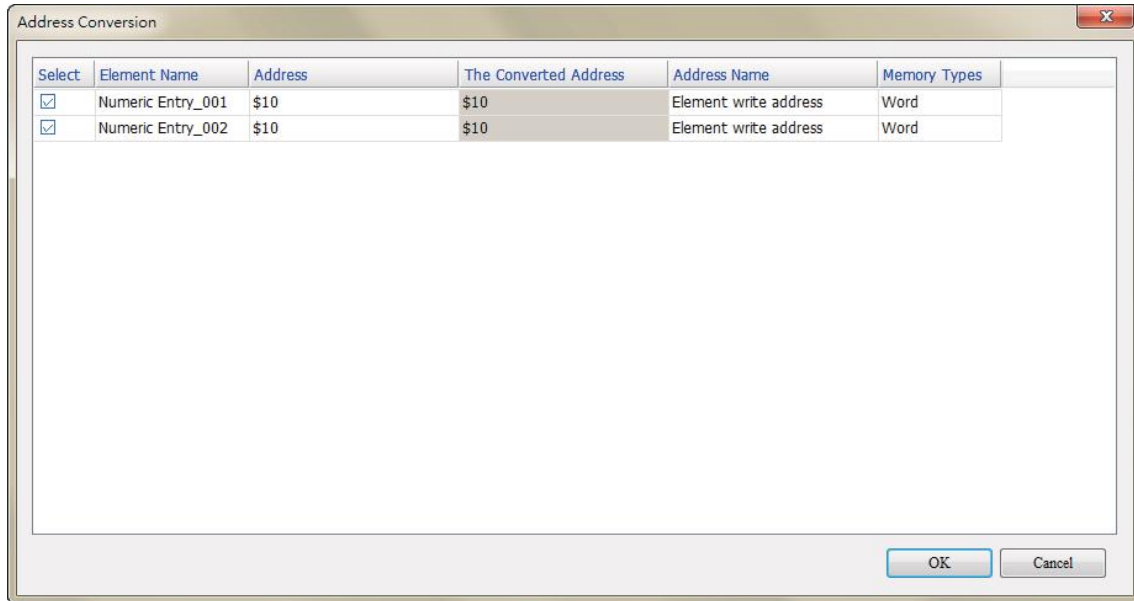 Address Conversion
x
Select Element Name Address The Converted Address Address Name Memory Types
Numeric Entry_001 $10 $10 Element write address Word
Numeric Entry_002 $10 $10 Element write address Word
OK Cancel